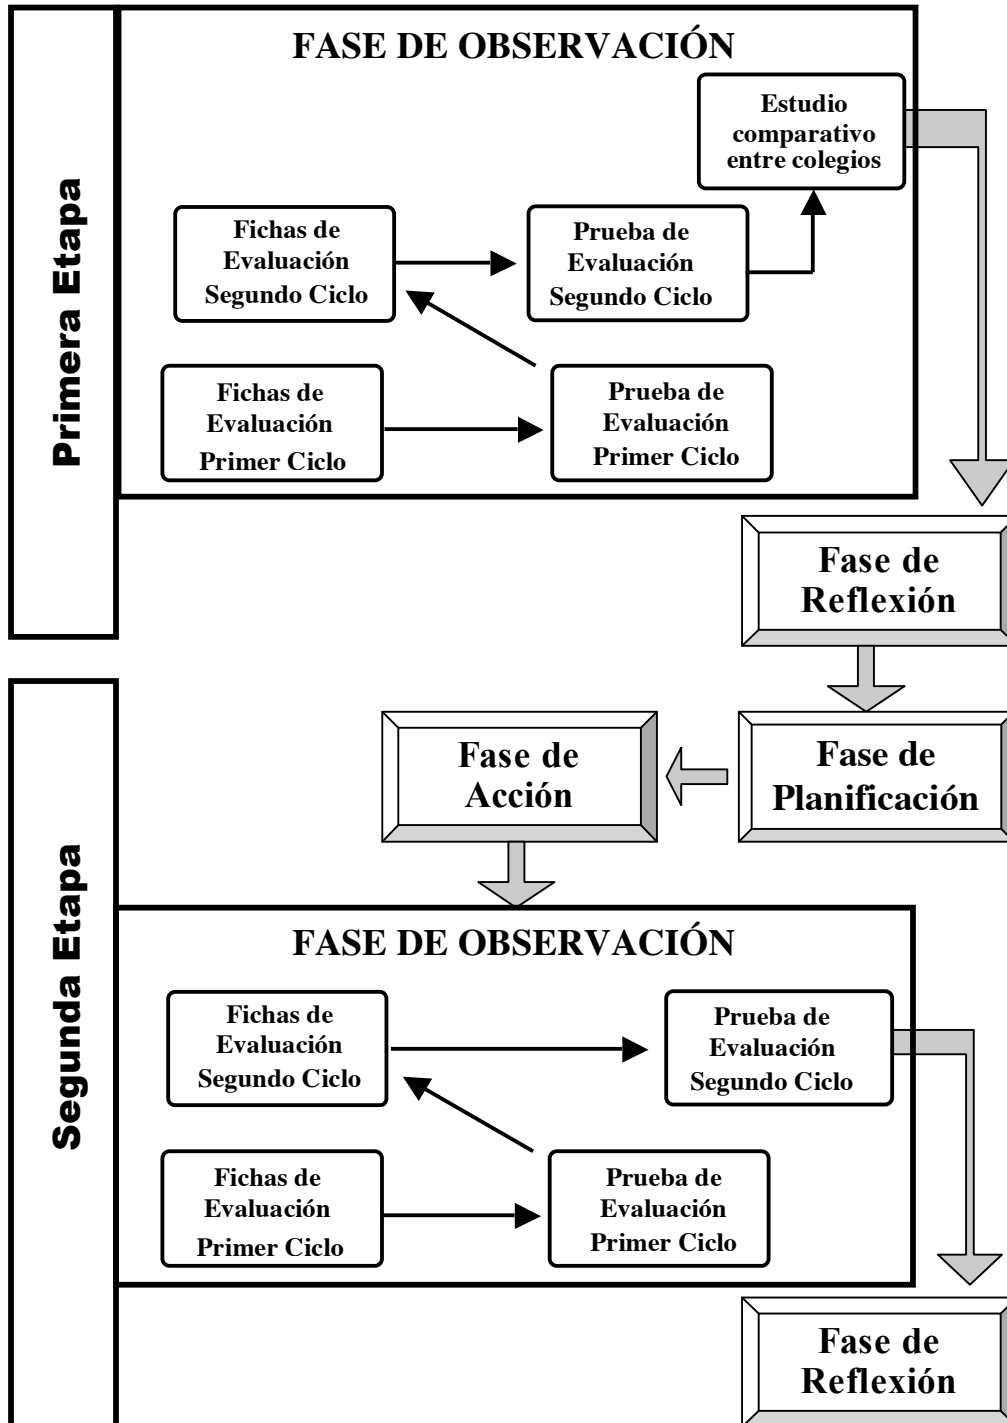 Primera Etapa
FASE DE OBSERVACIÓN
Estudio
comparativo
entre colegios
Fichas de
Evaluación
Segundo Ciclo
Prueba de
Evaluación
Segundo Ciclo
Fichas de
Evaluación
Primer Ciclo
Prueba de
Evaluación
Primer Ciclo
Fase de
Reflexión
Segunda Etapa
Fase de
Acción
Fase de
Planificación
FASE DE OBSERVACIÓN
Fichas de
Evaluación
Segundo Ciclo
Prueba de
Evaluación
Segundo Ciclo
Fichas de
Evaluación
Primer Ciclo
Prueba de
Evaluación
Primer Ciclo
Fase de
Reflexión